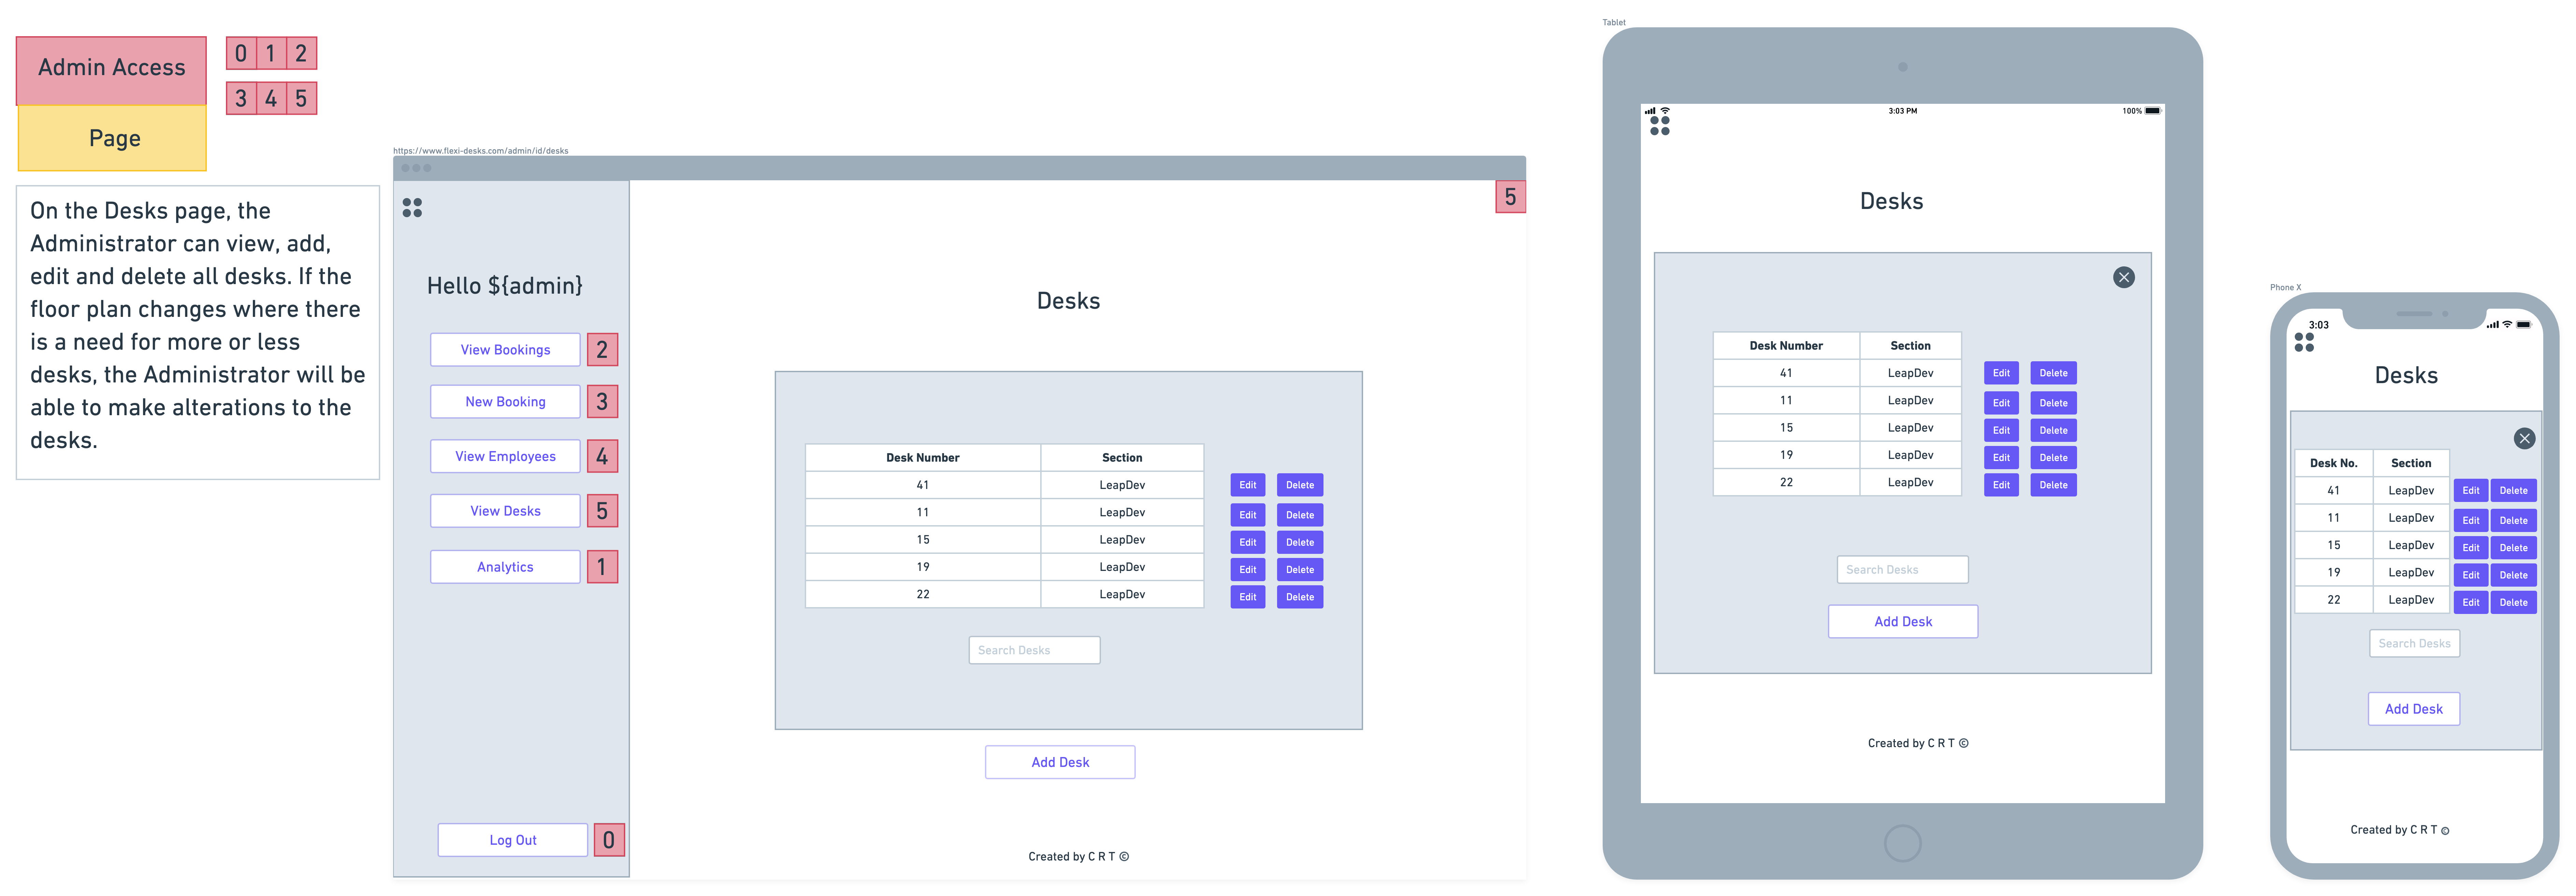 Admin Access
0 1 2
3 4 5
Page
On the Desks page, the
Administrator can view, add,
edit and delete all desks. If the
floor plan changes where there
is a need for more or less
desks, the Administrator will be
able to make alterations to the
desks.
https://www.flexi-desks.com/admin/id/desks
5
Hello ${admin}
View Bookings 2
New Booking 3
View Employees 4
View Desks 5
Analytics 1
Log Out 0
Desks
Desk Number Section
41 LeapDev Edit Delete
11 LeapDev Edit Delete
15 LeapDev Edit Delete
19 LeapDev Edit Delete
22 LeapDev Edit Delete
Search Desks
Add Desk
Created by C R T ©
Tablet
3:03 PM 100%
Desks
Desk Number Section
41 LeapDev Edit Delete
11 LeapDev Edit Delete
15 LeapDev Edit Delete
19 LeapDev Edit Delete
22 LeapDev Edit Delete
Search Desks
Add Desk
Created by C R T ©
Phone X
3:03
Desks
Desk No. Section
41 LeapDev Edit Delete
11 LeapDev Edit Delete
15 LeapDev Edit Delete
19 LeapDev Edit Delete
22 LeapDev Edit Delete
Search Desks
Add Desk
Created by C R T ©